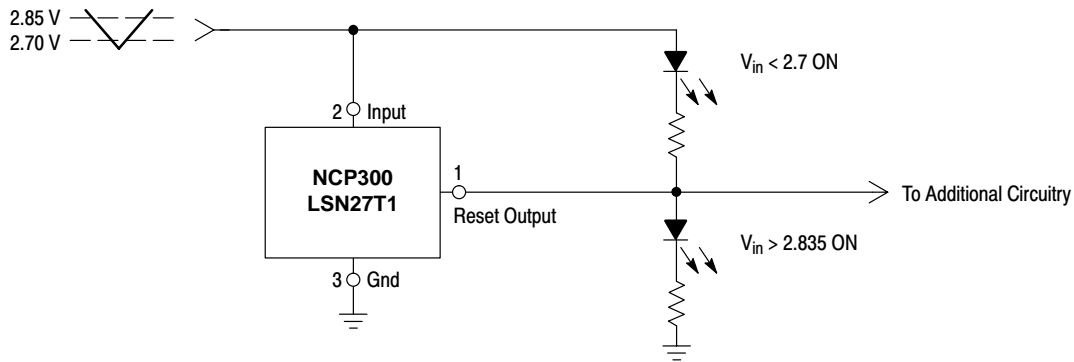 2.85 V
2.70 V
V_in < 2.7 ON
2 Input
NCP300
LSN27T1
1
Reset Output
To Additional Circuitry
V_in > 2.835 ON
3 Gnd